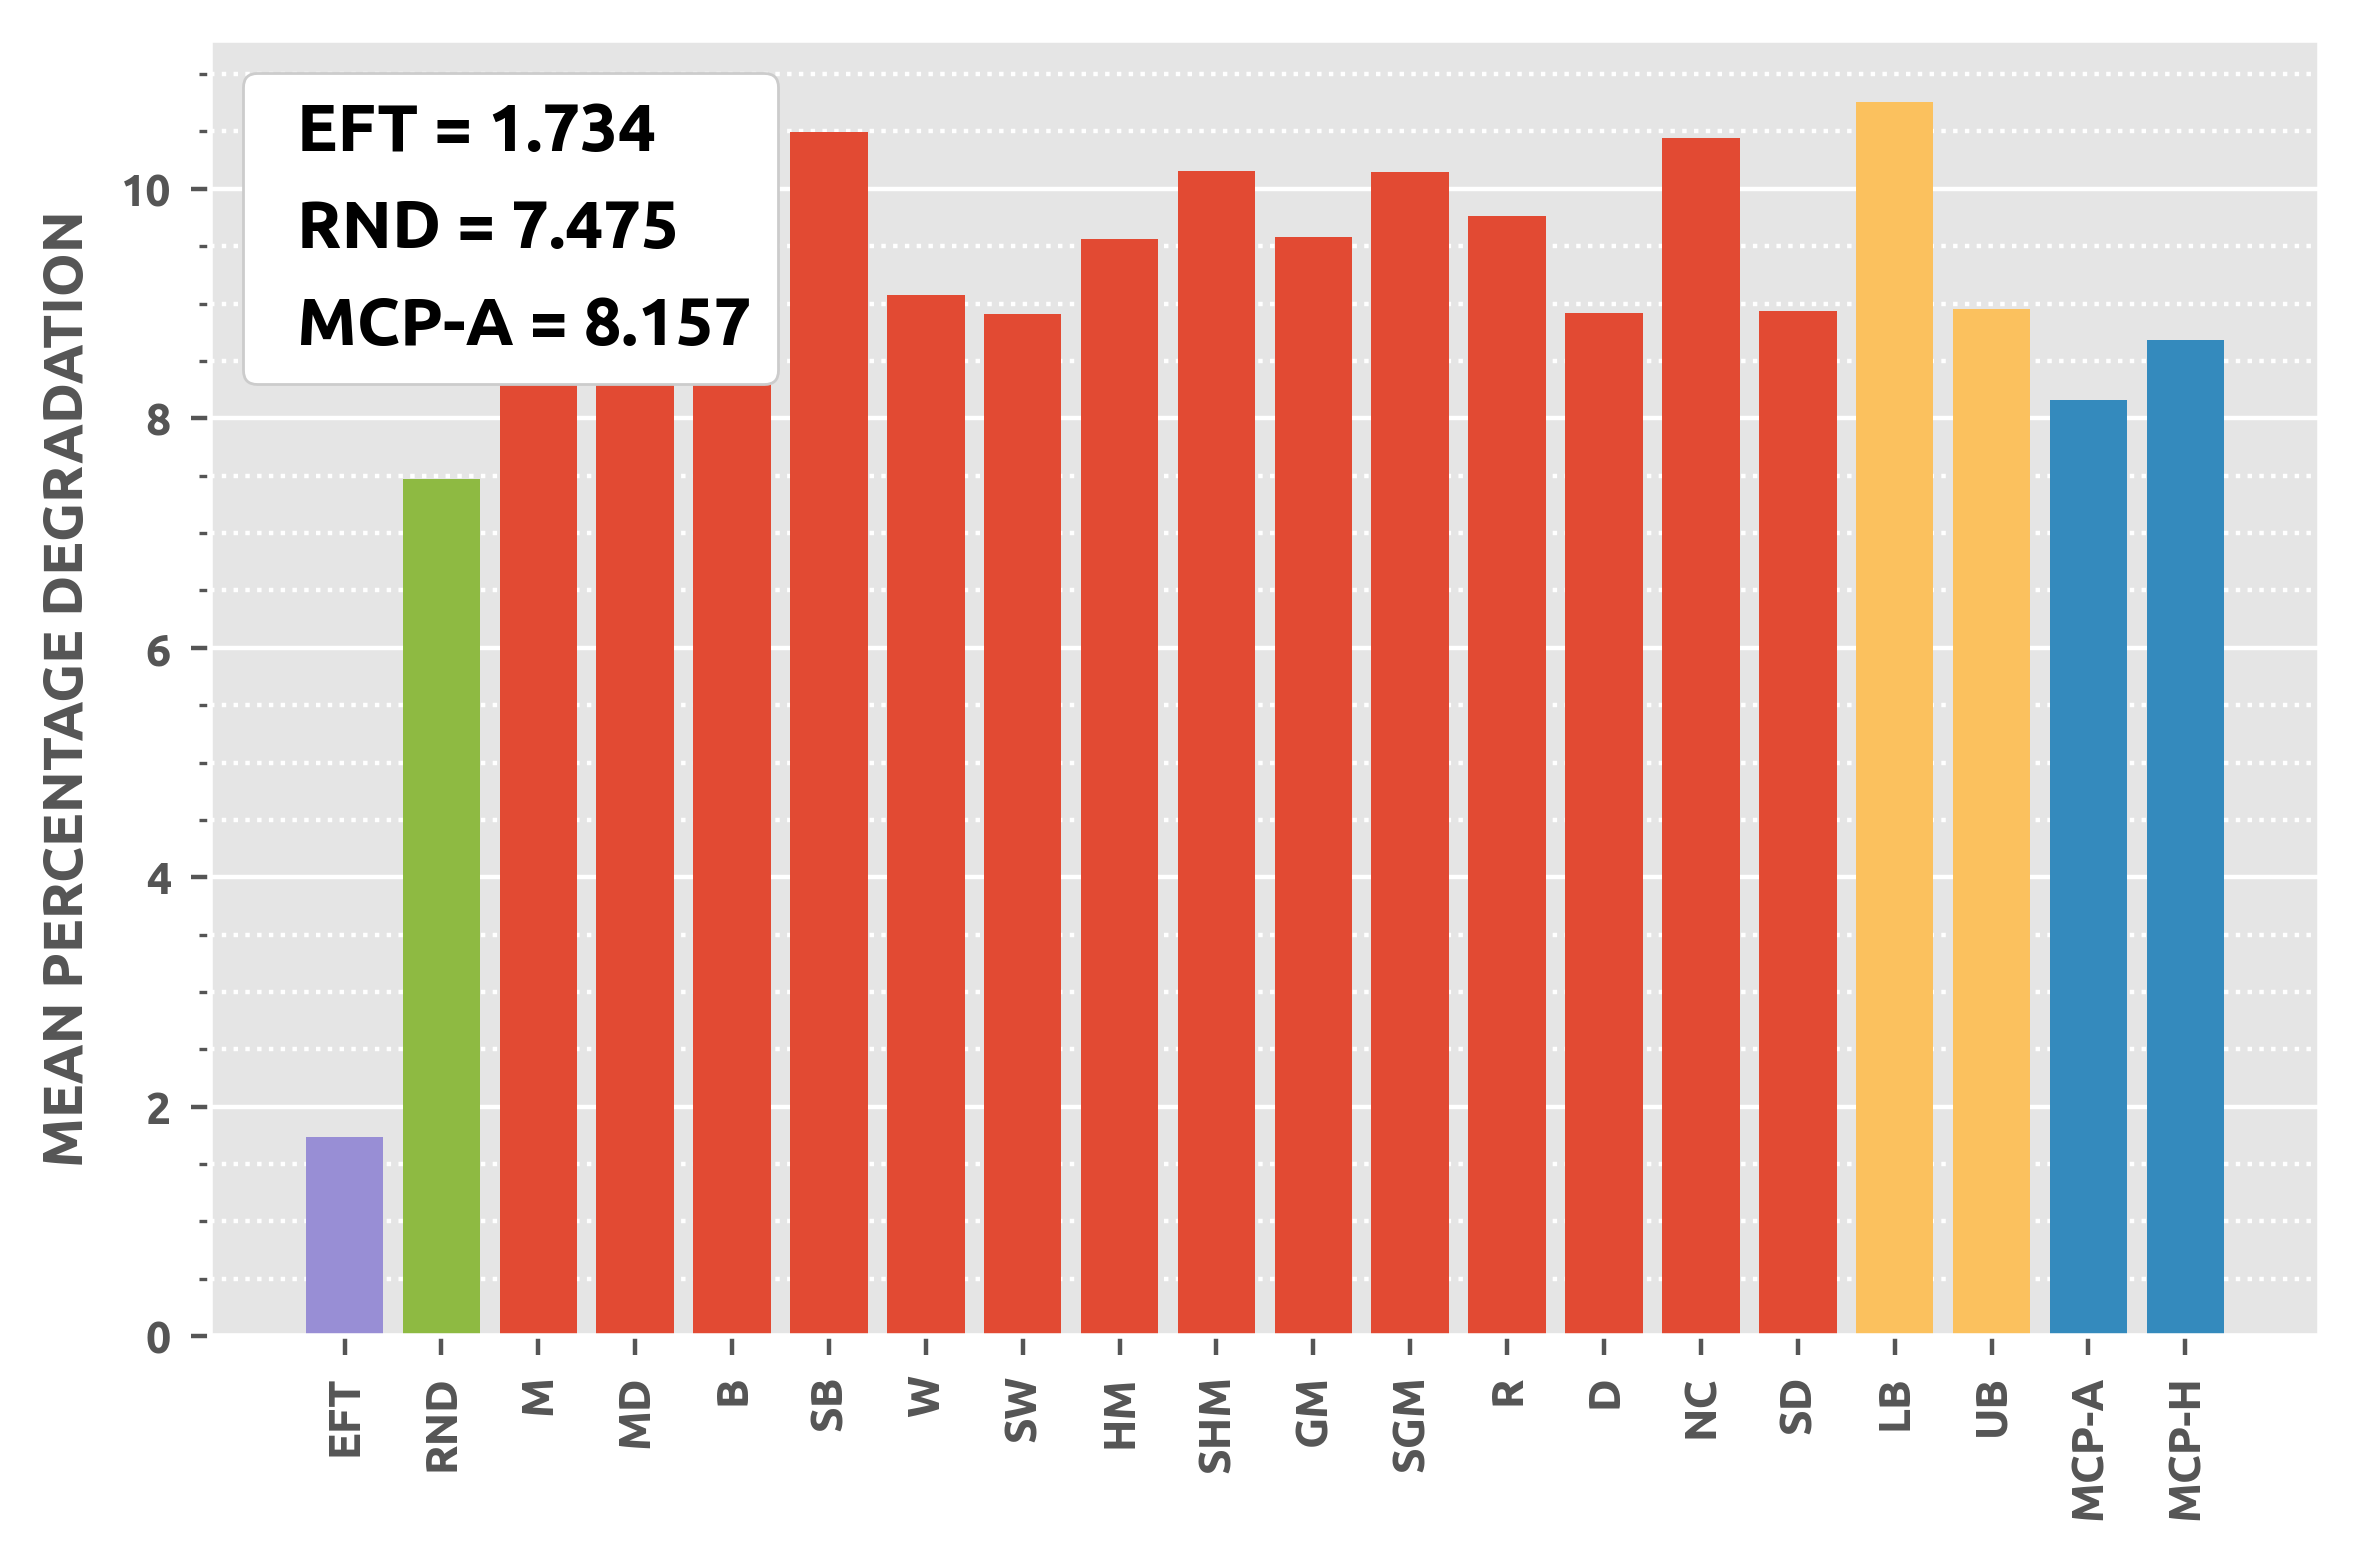 EFT = 1.734
RND = 7.475
MCP-A = 8.157
MEAN PERCENTAGE DEGRADATION
10
8
6
4
2
0
EFT
RND
M
MD
B
SB
W
SW
HM
SHM
GM
SGM
R
D
NC
SD
LB
UB
MCP-A
MCP-H